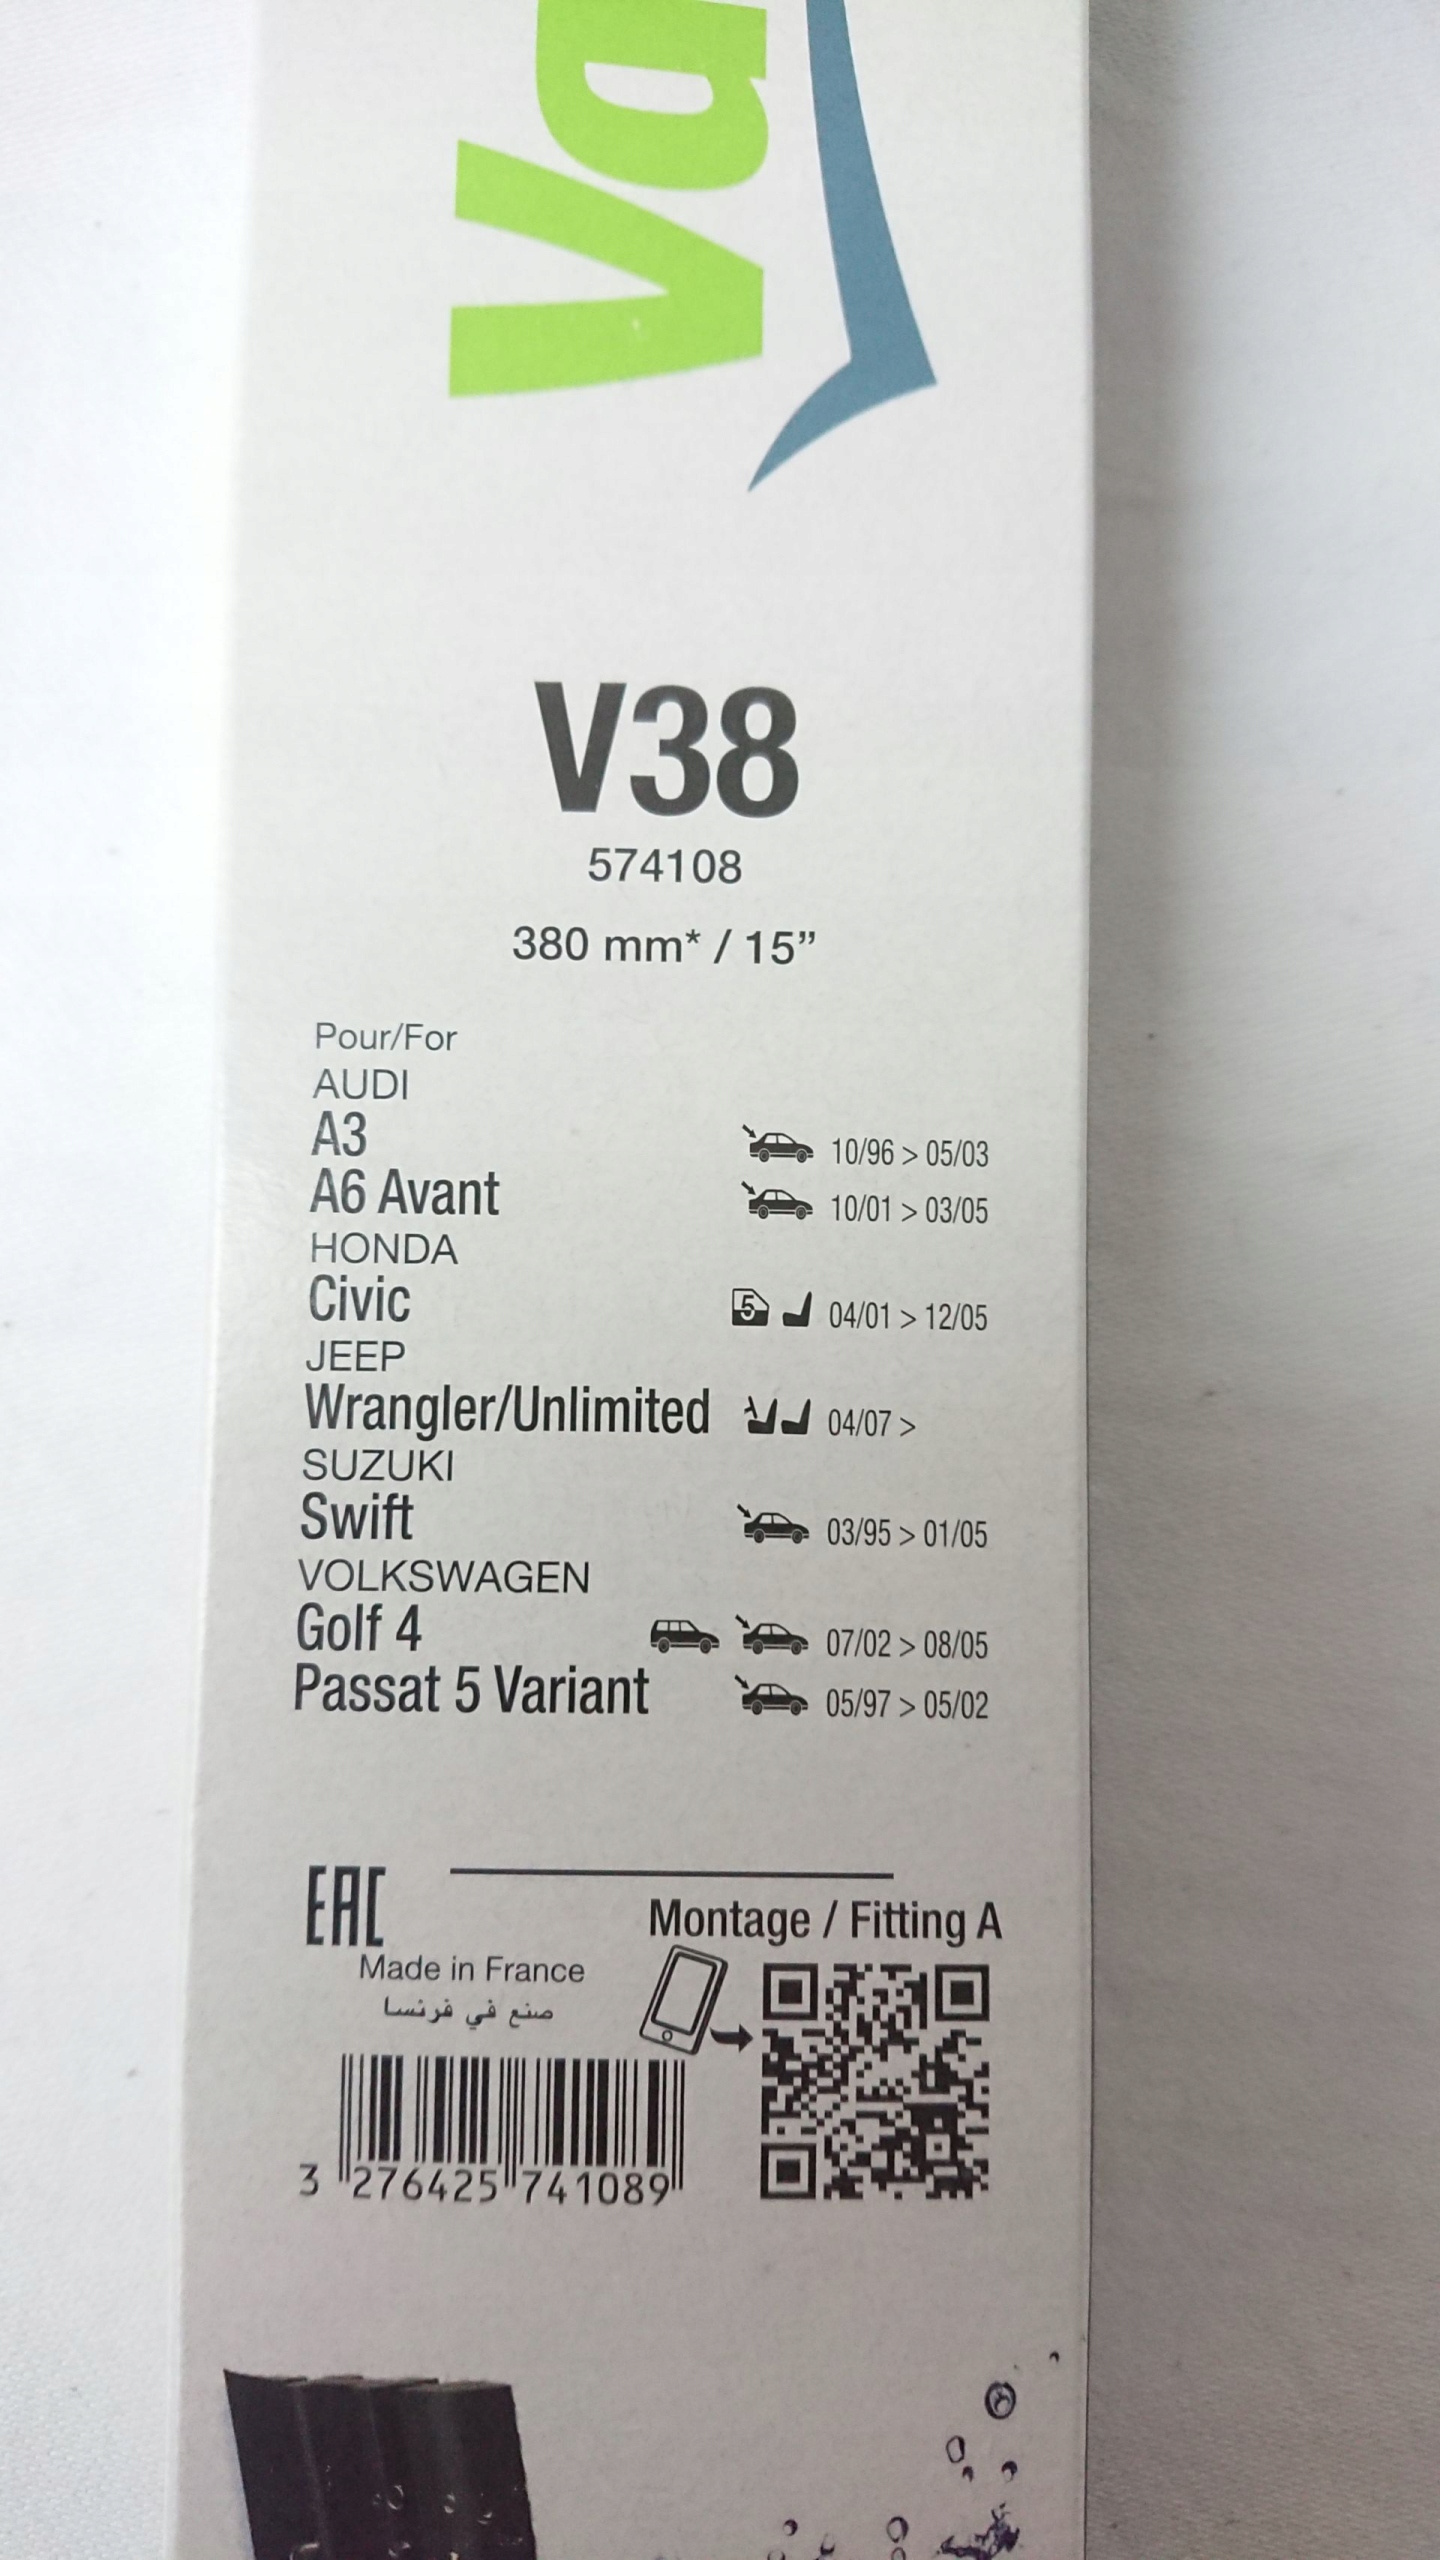 Va
V38
574108
380 mm* / 15”
Pour/For
AUDI
A3 10/96 > 05/03
A6 Avant 10/01 > 03/05
HONDA
Civic 5 04/01 > 12/05
JEEP
Wrangler/Unlimited 04/07 >
SUZUKI
Swift 03/95 > 01/05
VOLKSWAGEN
Golf 4 07/02 > 08/05
Passat 5 Variant 05/97 > 05/02
EAC
Montage / Fitting A
Made in France
صنع في فرنسا
3 276425 741089